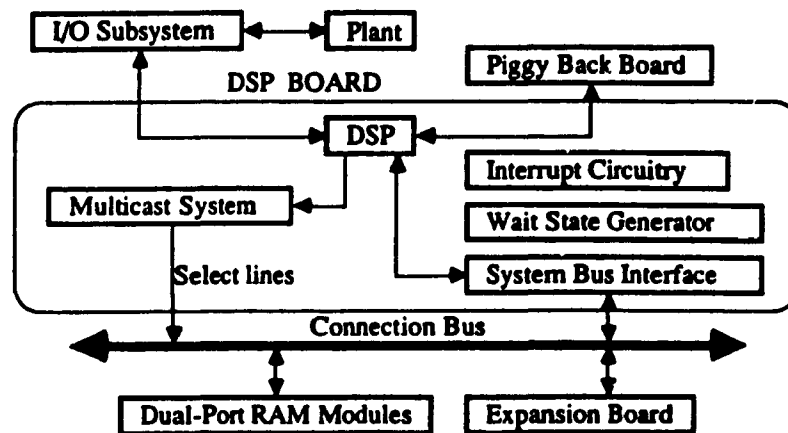 I/O Subsystem
Plant
Piggy Back Board
DSP BOARD
DSP
Interrupt Circuitry
Multicast System
Wait State Generator
Select lines
System Bus Interface
Connection Bus
Dual-Port RAM Modules
Expansion Board